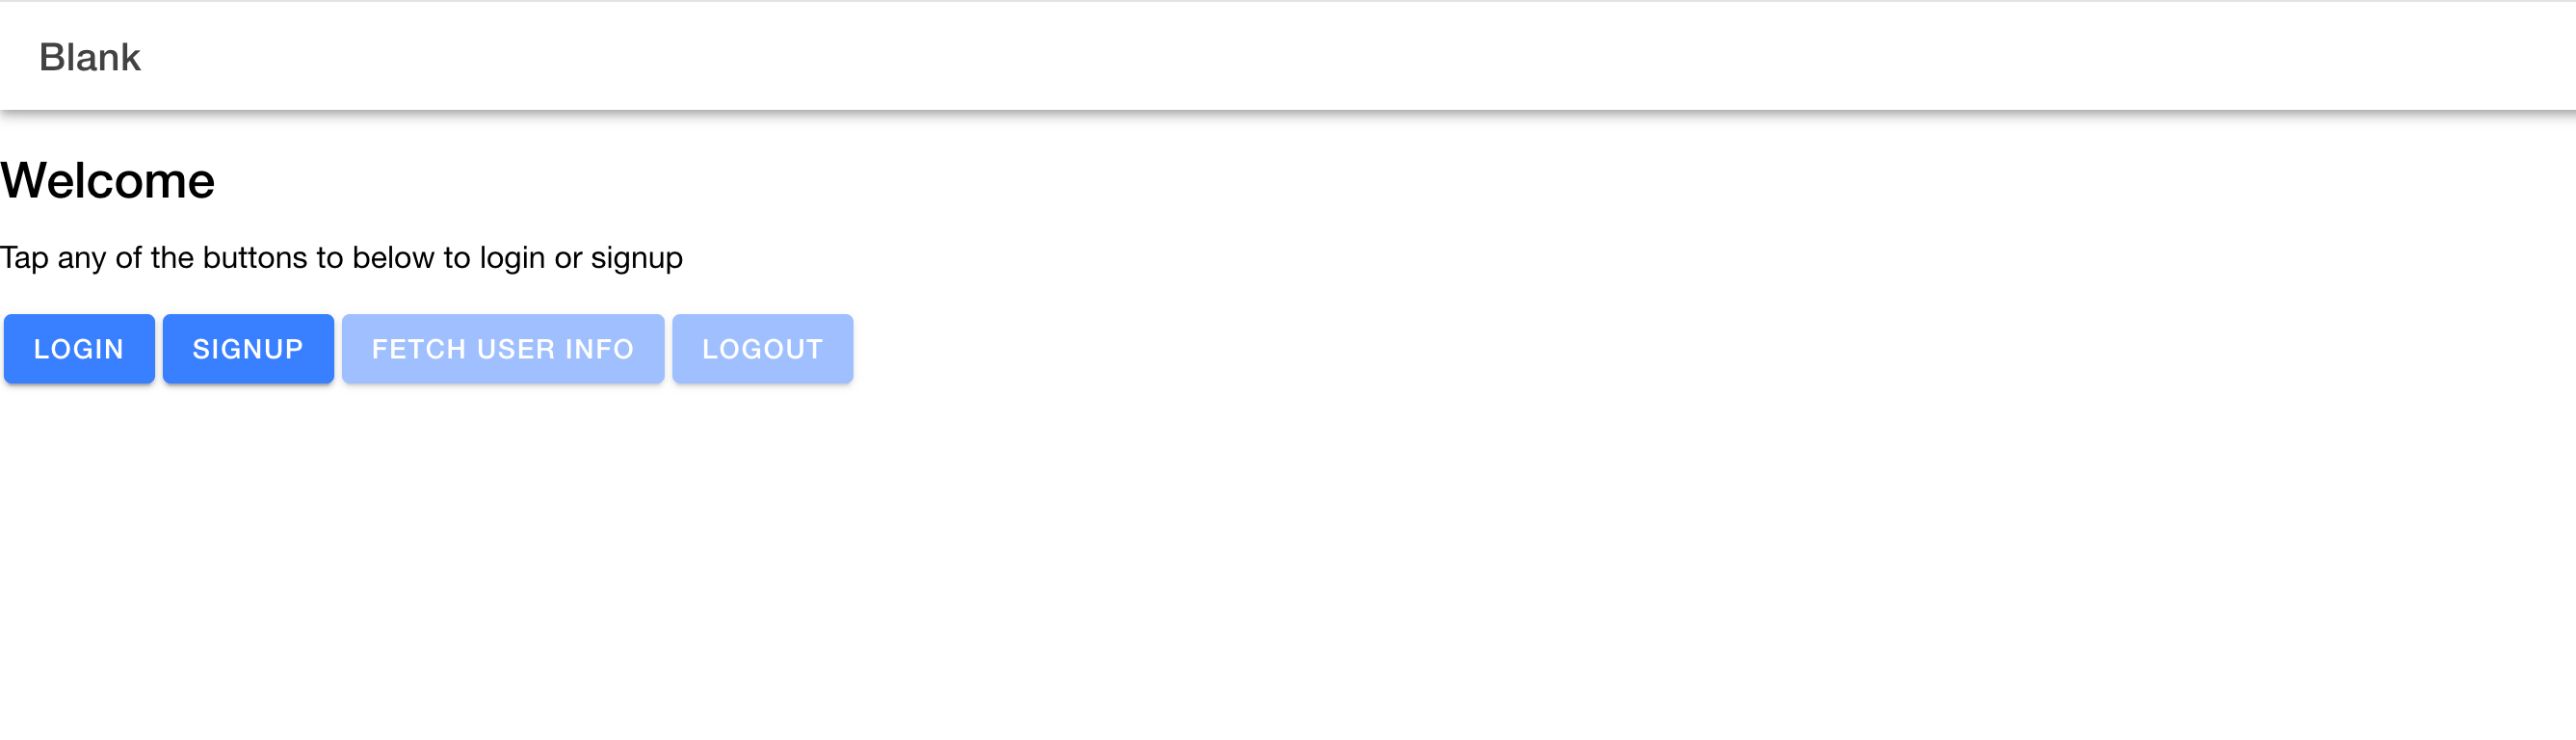 Blank
Welcome
Tap any of the buttons to below to login or signup
LOGIN SIGNUP FETCH USER INFO LOGOUT